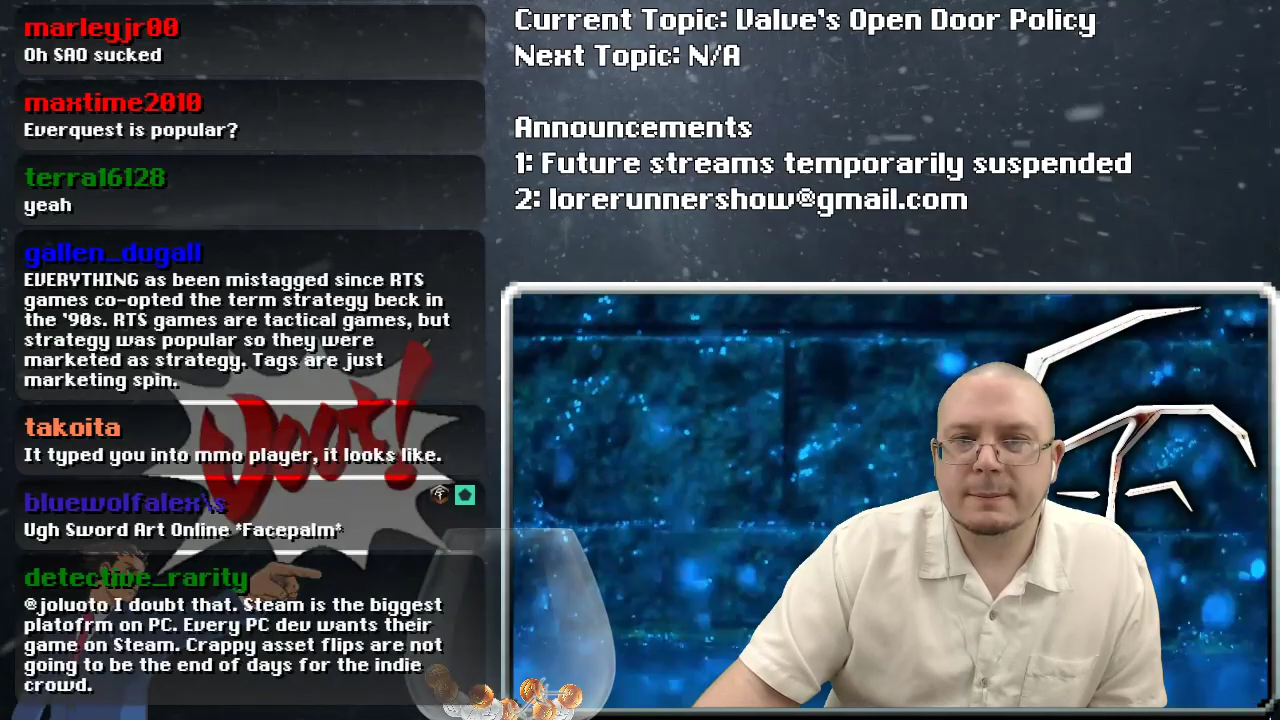 marleyjr00
Oh SAO sucked
maxtime2010
Everquest is popular?
terra16128
yeah
gallen_dugall
EVERYTHING as been mistagged since RTS
games co-opted the term strategy beck in
the '90s. RTS games are tactical games, but
strategy was popular so they were
marketed as strategy. Tags are just
marketing spin.
takoita
It typed you into mmo player, it looks like.
bluewolfalex\s
Ugh Sword Art Online *Facepalm*
detective_rarity
@joluoto I doubt that. Steam is the biggest
platofrm on PC. Every PC dev wants their
game on Steam. Crappy asset flips are not
going to be the end of days for the indie
crowd.
Doot!
Current Topic: Valve's Open Door Policy
Next Topic: N/A
Announcements
1: Future streams temporarily suspended
2: lorerunnershow@gmail.com